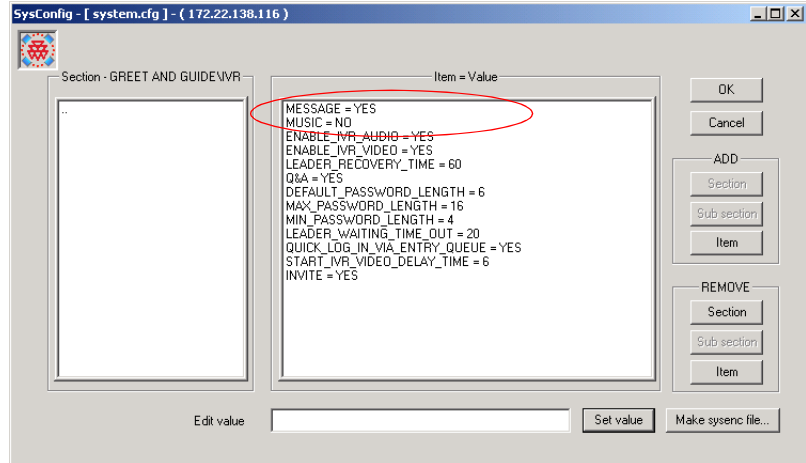 SysConfig - [ system.cfg ] - ( 172.22.138.116 )
Section - GREET AND GUIDE\IVR
..
Item = Value
MESSAGE = YES
MUSIC = NO
ENABLE_IVR_AUDIO = YES
ENABLE_IVR_VIDEO = YES
LEADER_RECOVERY_TIME = 60
Q&A = YES
DEFAULT_PASSWORD_LENGTH = 6
MAX_PASSWORD_LENGTH = 16
MIN_PASSWORD_LENGTH = 4
LEADER_WAITING_TIME_OUT = 20
QUICK_LOG_IN_VIA_ENTRY_QUEUE = YES
START_IVR_VIDEO_DELAY_TIME = 6
INVITE = YES
OK
Cancel
ADD
Section
Sub section
Item
REMOVE
Section
Sub section
Item
Edit value
Set value
Make sysenc file...